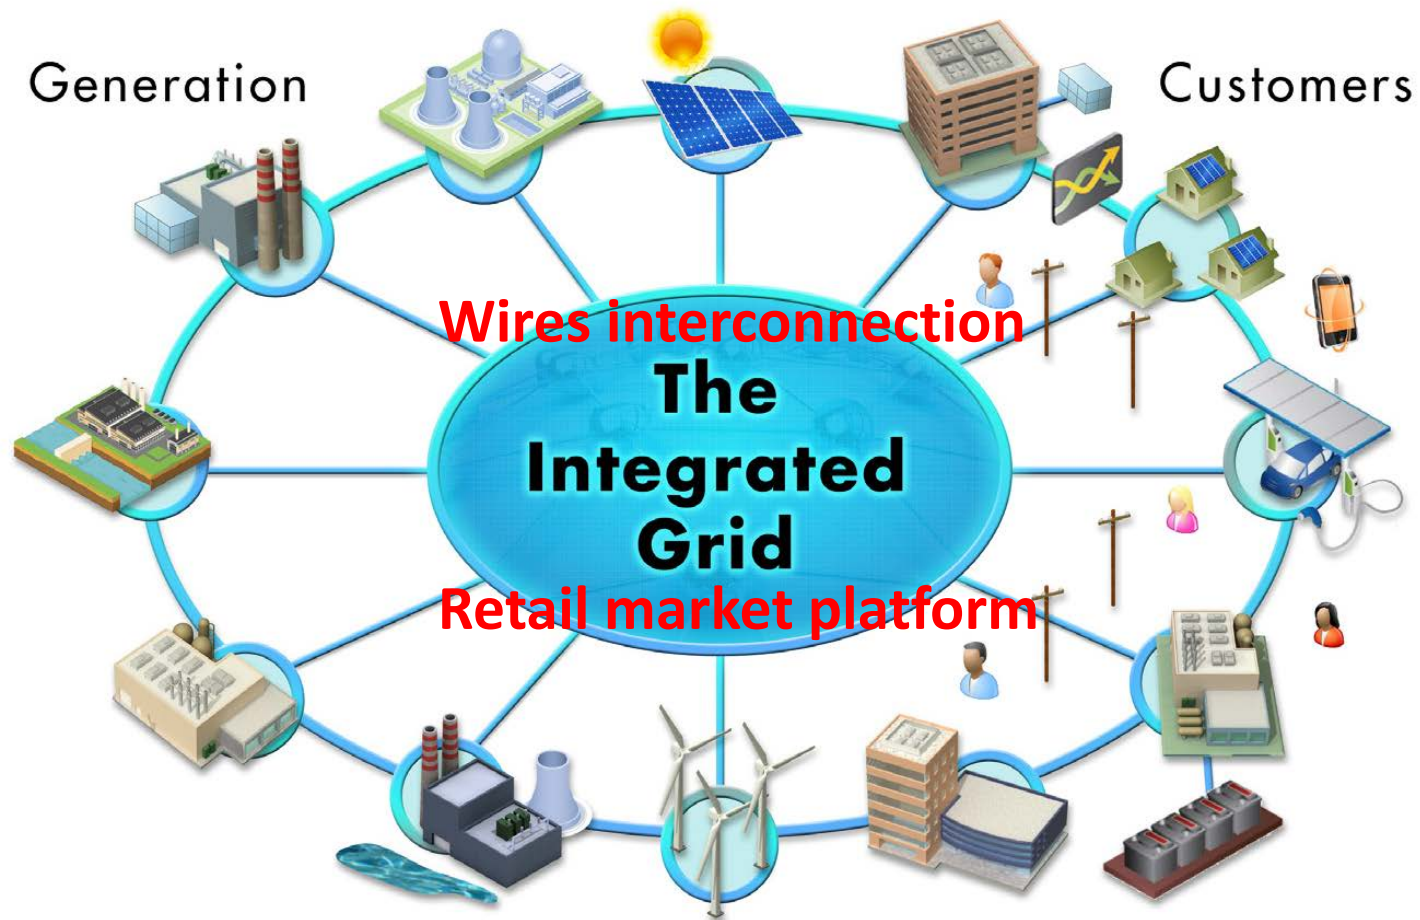 Generation
Customers
Wires interconnection
The
Integrated
Grid
Retail market platform